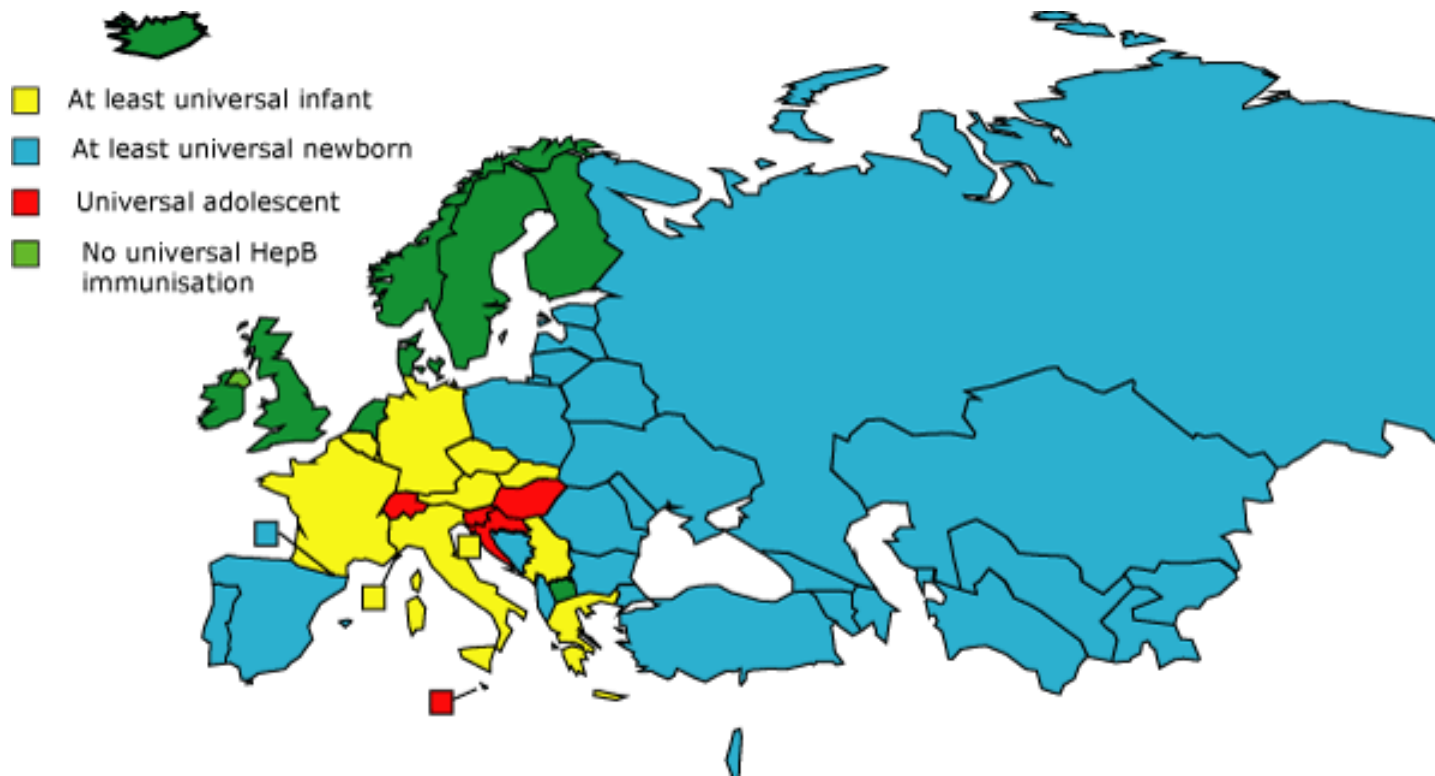 At least universal infant
At least universal newborn
Universal adolescent
No universal HepB
immunisation